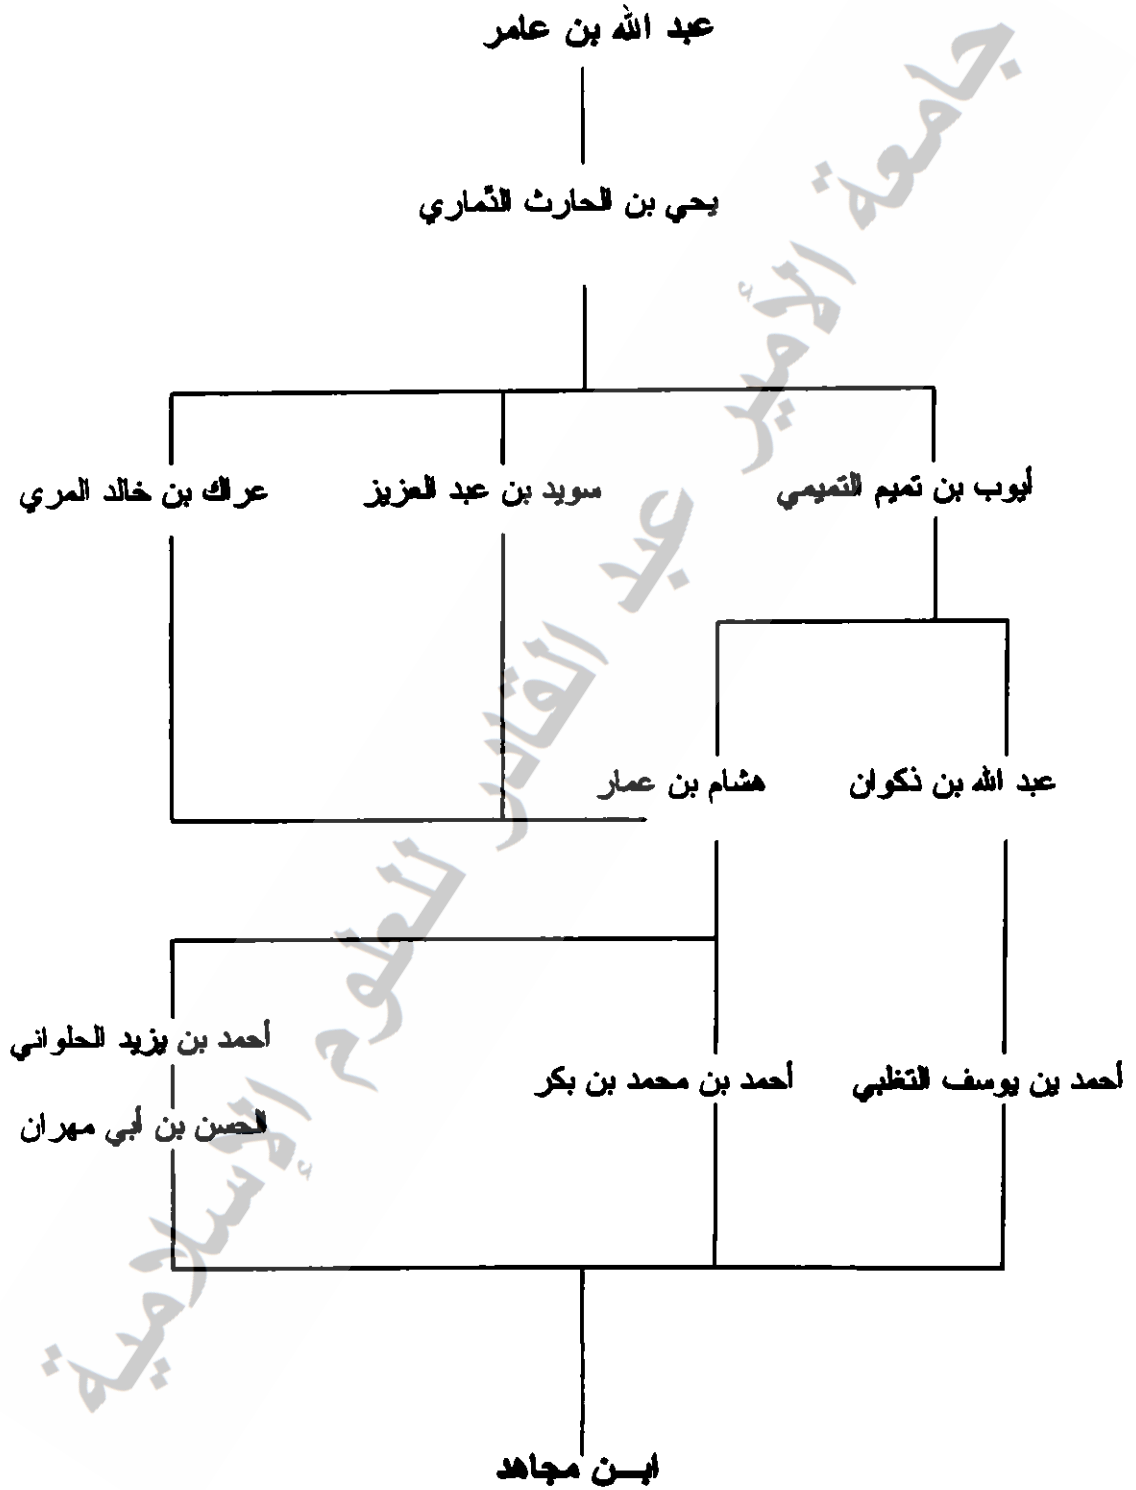 عبد الله بن عامر
يحي بن الحارث الذماري
أيوب بن تميم التميمي
سويد بن عبد العزيز
عراك بن خالد المري
عبد الله بن ذكوان
هشام بن عمار
أحمد بن يزيد الحلواني
أحمد بن يوسف التغلبي
أحمد بن محمد بن بكر
الحسن بن أبي مهران
ابـــن مجاهد
جامعة الأمير عبد القادر للعلوم الإسلامية